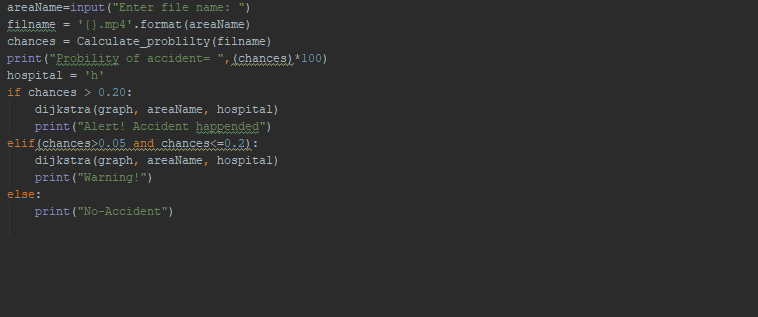 areaName=input("Enter file name: ")
filname = '{}.mp4'.format(areaName)
chances = Calculate_problilty(filname)
print("Probility of accident= ",(chances)*100)
hospital = 'h'
if chances > 0.20:
    dijkstra(graph, areaName, hospital)
    print("Alert! Accident happended")
elif(chances>0.05 and chances<=0.2):
    dijkstra(graph, areaName, hospital)
    print("Warning!")
else:
    print("No-Accident")